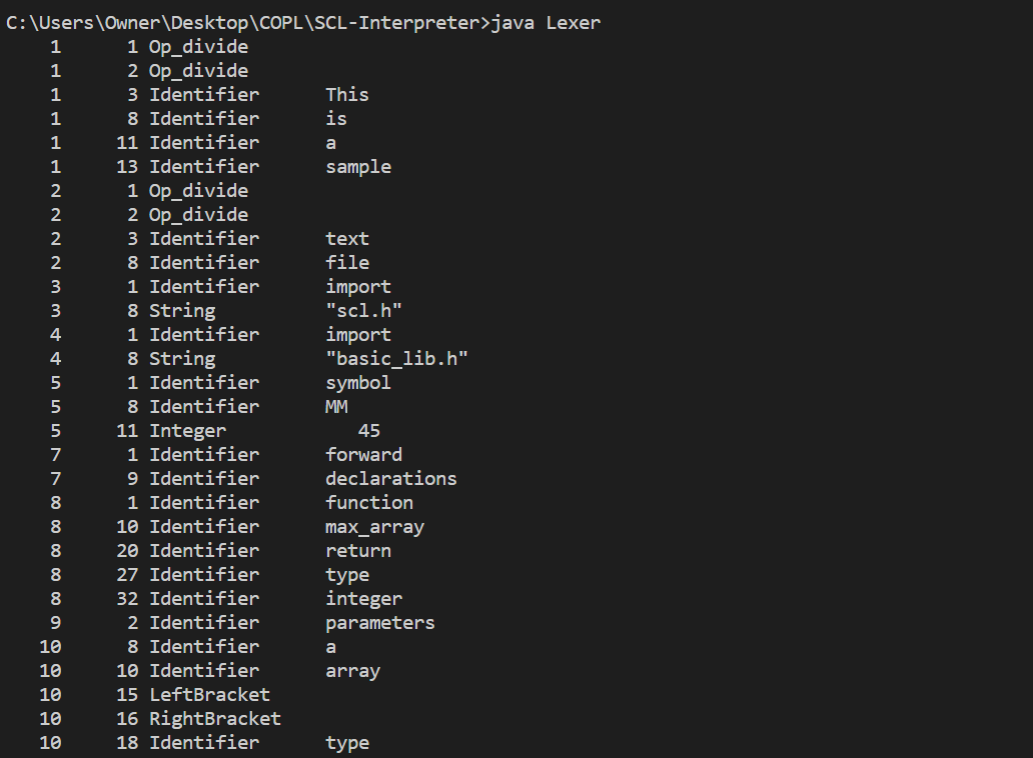 C:\Users\Owner\Desktop\COPL\SCL-Interpreter>java Lexer
    1      1 Op_divide
    1      2 Op_divide
    1      3 Identifier      This
    1      8 Identifier      is
    1     11 Identifier      a
    1     13 Identifier      sample
    2      1 Op_divide
    2      2 Op_divide
    2      3 Identifier      text
    2      8 Identifier      file
    3      1 Identifier      import
    3      8 String          "scl.h"
    4      1 Identifier      import
    4      8 String          "basic_lib.h"
    5      1 Identifier      symbol
    5      8 Identifier      MM
    5     11 Integer            45
    7      1 Identifier      forward
    7      9 Identifier      declarations
    8      1 Identifier      function
    8     10 Identifier      max_array
    8     20 Identifier      return
    8     27 Identifier      type
    8     32 Identifier      integer
    9      2 Identifier      parameters
   10      8 Identifier      a
   10     10 Identifier      array
   10     15 LeftBracket
   10     16 RightBracket
   10     18 Identifier      type